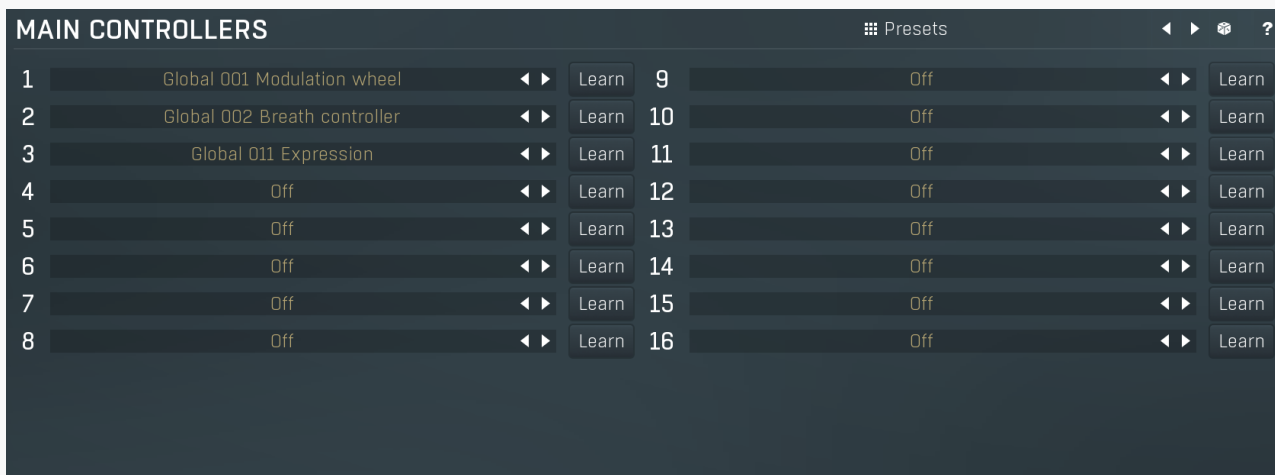 MAIN CONTROLLERS Presets ?
1 Global 001 Modulation wheel Learn 9 Off Learn
2 Global 002 Breath controller Learn 10 Off Learn
3 Global 011 Expression Learn 11 Off Learn
4 Off Learn 12 Off Learn
5 Off Learn 13 Off Learn
6 Off Learn 14 Off Learn
7 Off Learn 15 Off Learn
8 Off Learn 16 Off Learn